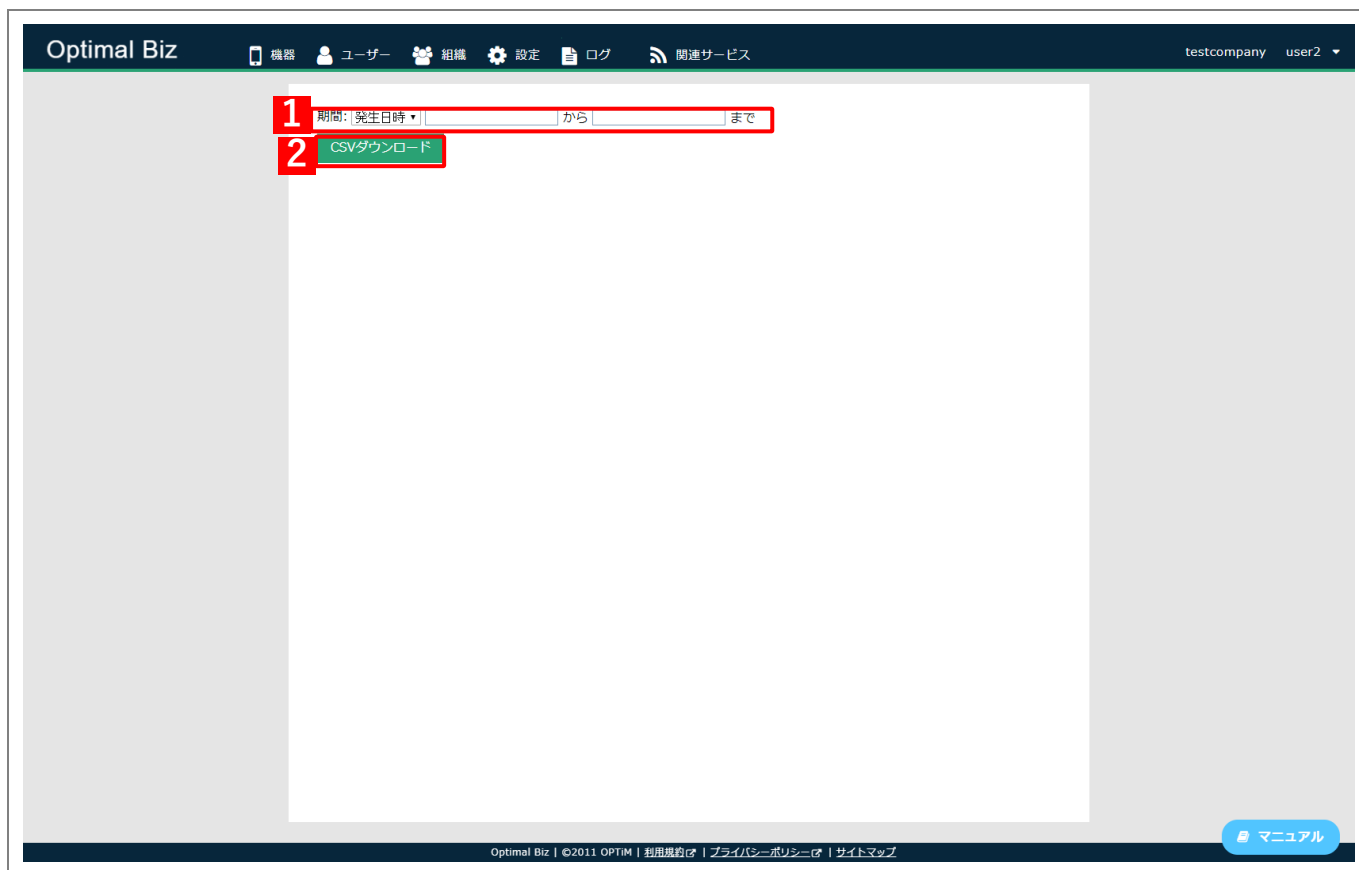 Optimal Biz 機器 ユーザー 組織 設定 ログ 関連サービス testcompany user2
1 期間: 発生日時 から まで
2 CSVダウンロード
マニュアル
Optimal Biz | ©2011 OPTiM | 利用規約 | プライバシーポリシー | サイトマップ